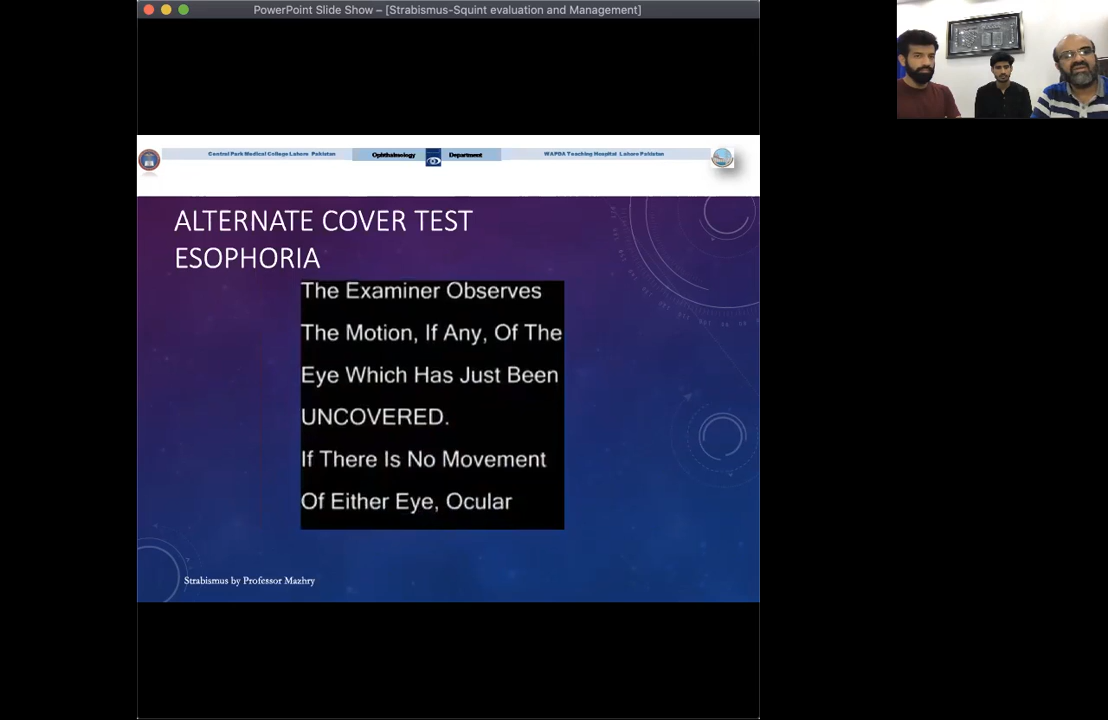 PowerPoint Slide Show – [Strabismus-Squint evaluation and Management]
Central Park Medical College Lahore Pakistan
Ophthalmology Department
WAPDA Teaching Hospital Lahore Pakistan
ALTERNATE COVER TEST
ESOPHORIA
The Examiner Observes
The Motion, If Any, Of The
Eye Which Has Just Been
UNCOVERED.
If There Is No Movement
Of Either Eye, Ocular
Strabismus by Professor Mazhry